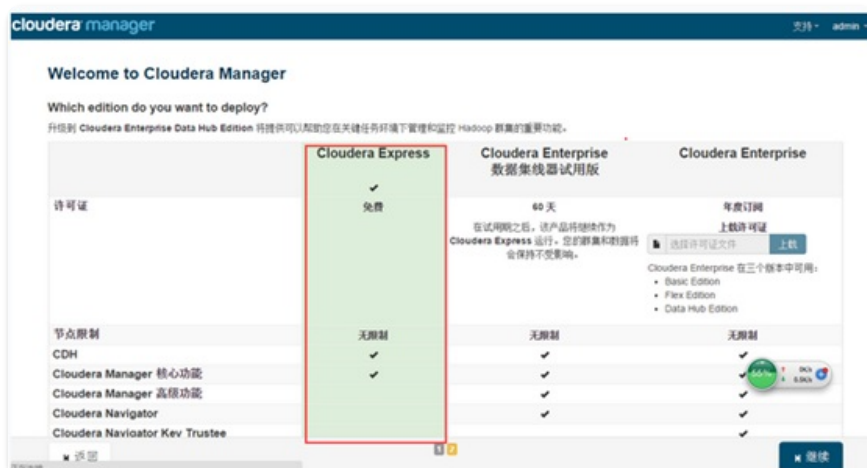 cloudera manager
支持 admin
Welcome to Cloudera Manager
Which edition do you want to deploy?
升级到 Cloudera Enterprise Data Hub Edition 将提供可以帮助您在关键任务环境下管理和监控 Hadoop 群集的重要功能。
Cloudera Express
Cloudera Enterprise
数据集线器试用版
Cloudera Enterprise
许可证
免费
60 天
在试用期之后，该产品将继续作为
Cloudera Express 运行。您的群集和数据将
会保持不受影响。
年度订阅
上载许可证
选择许可证文件 上载
Cloudera Enterprise 在三个版本中可用：
• Basic Edition
• Flex Edition
• Data Hub Edition
节点限制 无限制 无限制 无限制
CDH
Cloudera Manager 核心功能
Cloudera Manager 高级功能
Cloudera Navigator
Cloudera Navigator Key Trustee
66%
0K/s
0.5K/s
返回
1 2
继续